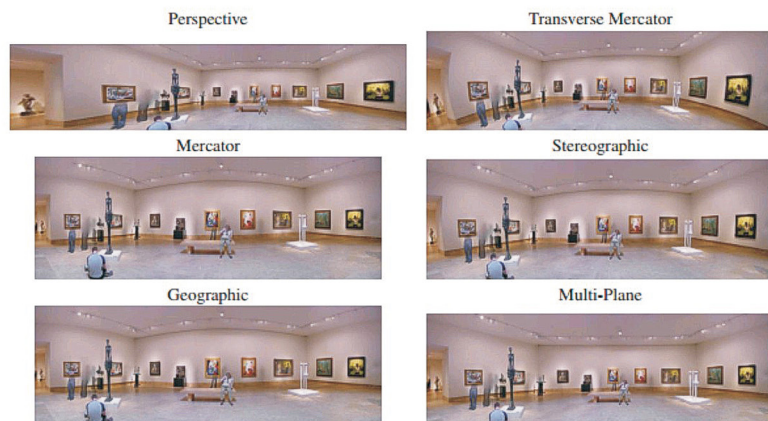 Perspective
Transverse Mercator
Mercator
Stereographic
Geographic
Multi-Plane